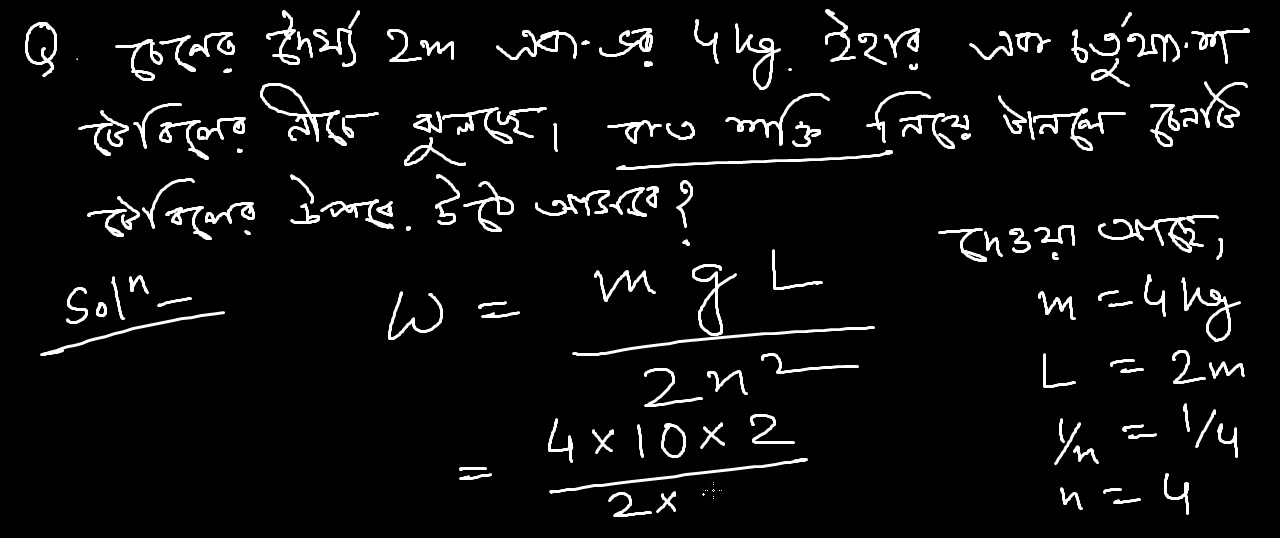 Q. চেনের দৈর্ঘ্য 2m এবং ভর 4kg. ইহার এক চতুর্থাংশ
টেবিলের নীচে ঝুলছে। কত শক্তি নিয়ে টানলে চেনটি
টেবিলের উপরে উঠে আসবে?
দেওয়া আছে,
Solⁿ –
W = m g L / 2n²
= 4 × 10 × 2 / 2 ×
m = 4kg
L = 2m
1/n = 1/4
n = 4